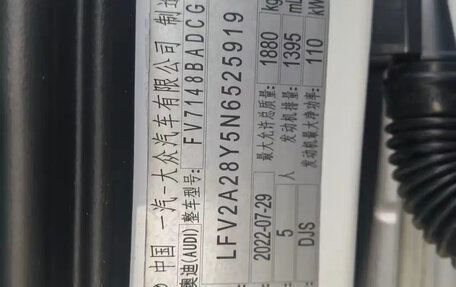 中国 一汽-大众汽车有限公司 制造
奥迪(AUDI) 整车型号: FV7148BADCG
LFV2A28Y5N6525919
2022-07-29 最大允许总质量: 1880 kg
5 人 发动机排量: 1395 mL
DJS 发动机最大净功率: 110 kW